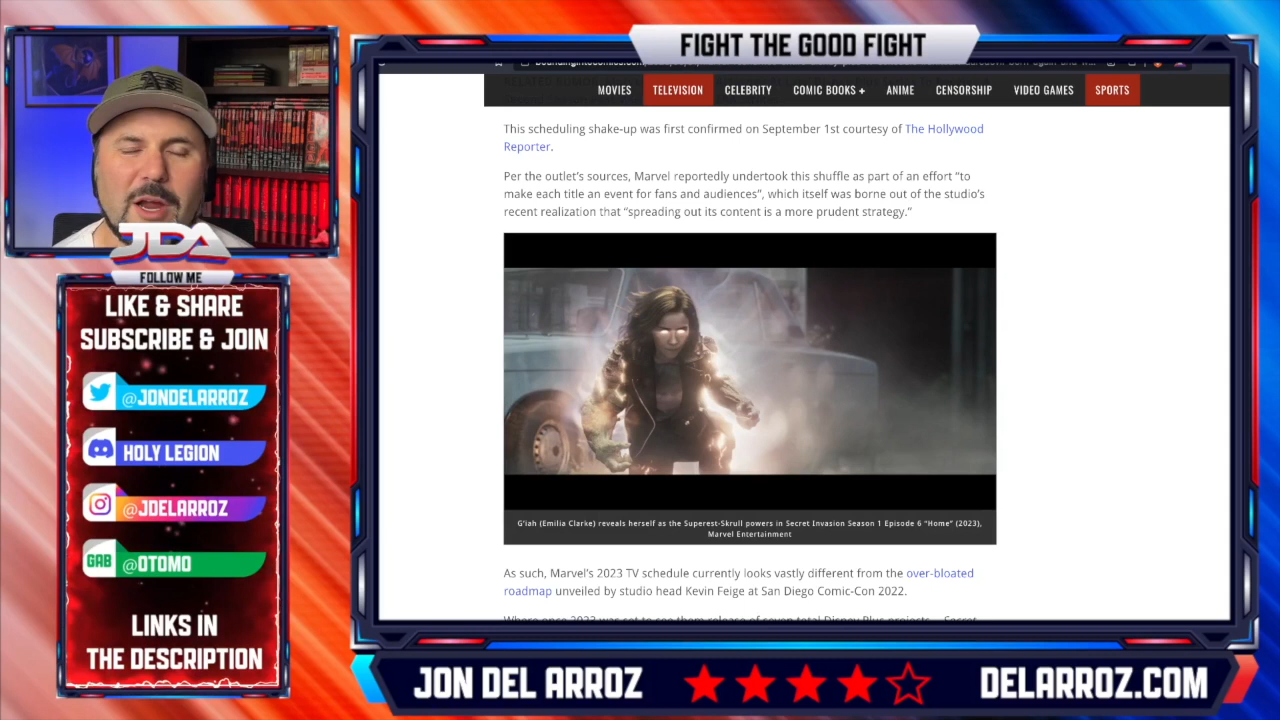 FIGHT THE GOOD FIGHT
MOVIES TELEVISION CELEBRITY COMIC BOOKS + ANIME CENSORSHIP VIDEO GAMES SPORTS
This scheduling shake-up was first confirmed on September 1st courtesy of The Hollywood
Reporter.
Per the outlet's sources, Marvel reportedly undertook this shuffle as part of an effort “to
make each title an event for fans and audiences”, which itself was borne out of the studio's
recent realization that “spreading out its content is a more prudent strategy.”
G'iah (Emilia Clarke) reveals herself as the Superest-Skrull powers in Secret Invasion Season 1 Episode 6 “Home” (2023),
Marvel Entertainment
As such, Marvel's 2023 TV schedule currently looks vastly different from the over-bloated
roadmap unveiled by studio head Kevin Feige at San Diego Comic-Con 2022.
JDA
FOLLOW ME
LIKE & SHARE
SUBSCRIBE & JOIN
@JONDELARROZ
HOLY LEGION
@JDELARROZ
GAB @OTOMO
LINKS IN
THE DESCRIPTION
JON DEL ARROZ DELARROZ.COM